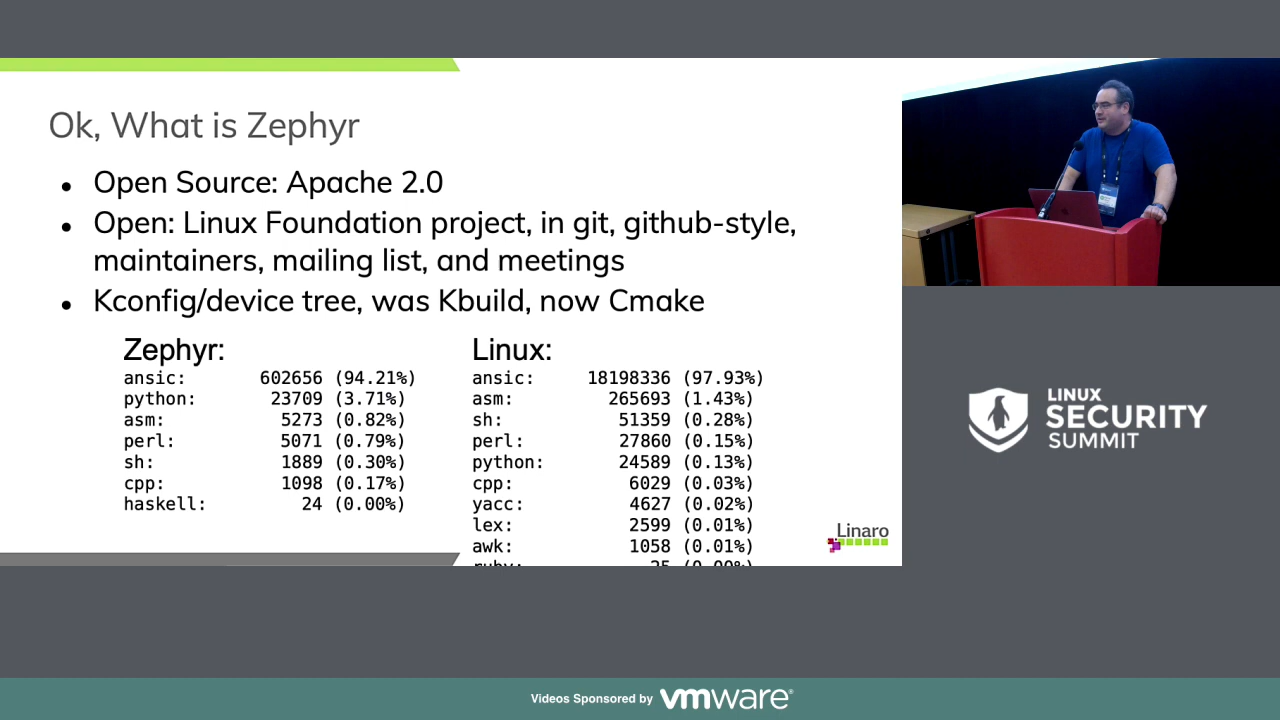 Ok, What is Zephyr
• Open Source: Apache 2.0
• Open: Linux Foundation project, in git, github-style,
maintainers, mailing list, and meetings
• Kconfig/device tree, was Kbuild, now Cmake
Zephyr:
ansic: 602656 (94.21%)
python: 23709 (3.71%)
asm: 5273 (0.82%)
perl: 5071 (0.79%)
sh: 1889 (0.30%)
cpp: 1098 (0.17%)
haskell: 24 (0.00%)
Linux:
ansic: 18198336 (97.93%)
asm: 265693 (1.43%)
sh: 51359 (0.28%)
perl: 27860 (0.15%)
python: 24589 (0.13%)
cpp: 6029 (0.03%)
yacc: 4627 (0.02%)
lex: 2599 (0.01%)
awk: 1058 (0.01%)
ruby: 25 (0.00%)
Linaro
LINUX
SECURITY
SUMMIT
Videos Sponsored by vmware®